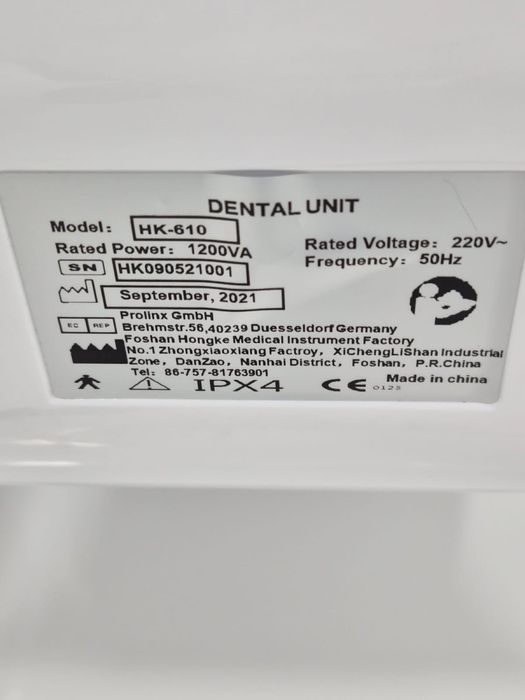 DENTAL UNIT
Model: HK-610
Rated Power: 1200VA
Rated Voltage: 220V~
Frequency: 50Hz
SN HK090521001
September, 2021
EC REP Prolinx GmbH
Brehmstr.56,40239 Duesseldorf Germany
Foshan Hongke Medical Instrument Factory
No.1 Zhongxiaoxiang Factroy, XiChengLiShan Industrial
Zone, DanZao, Nanhai District, Foshan, P.R.China
Tel: 86-757-81763901
IPX4
CE 0123
Made in china